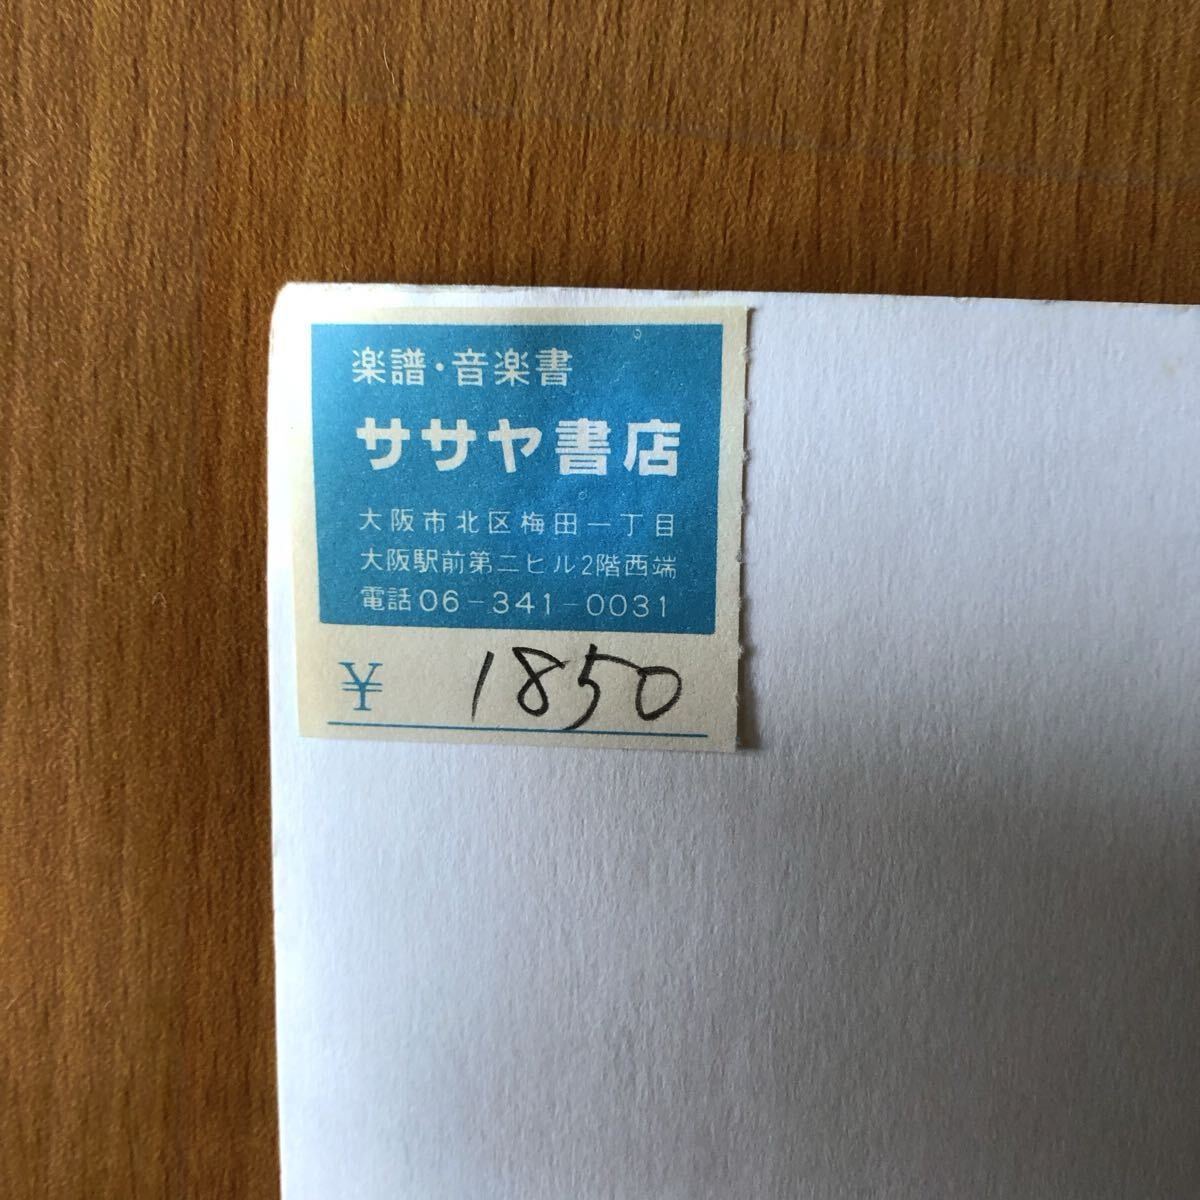 楽譜・音楽書
ササヤ書店
大阪市北区梅田一丁目
大阪駅前第二ヒル2階西端
電話06-341-0031
¥ 1850